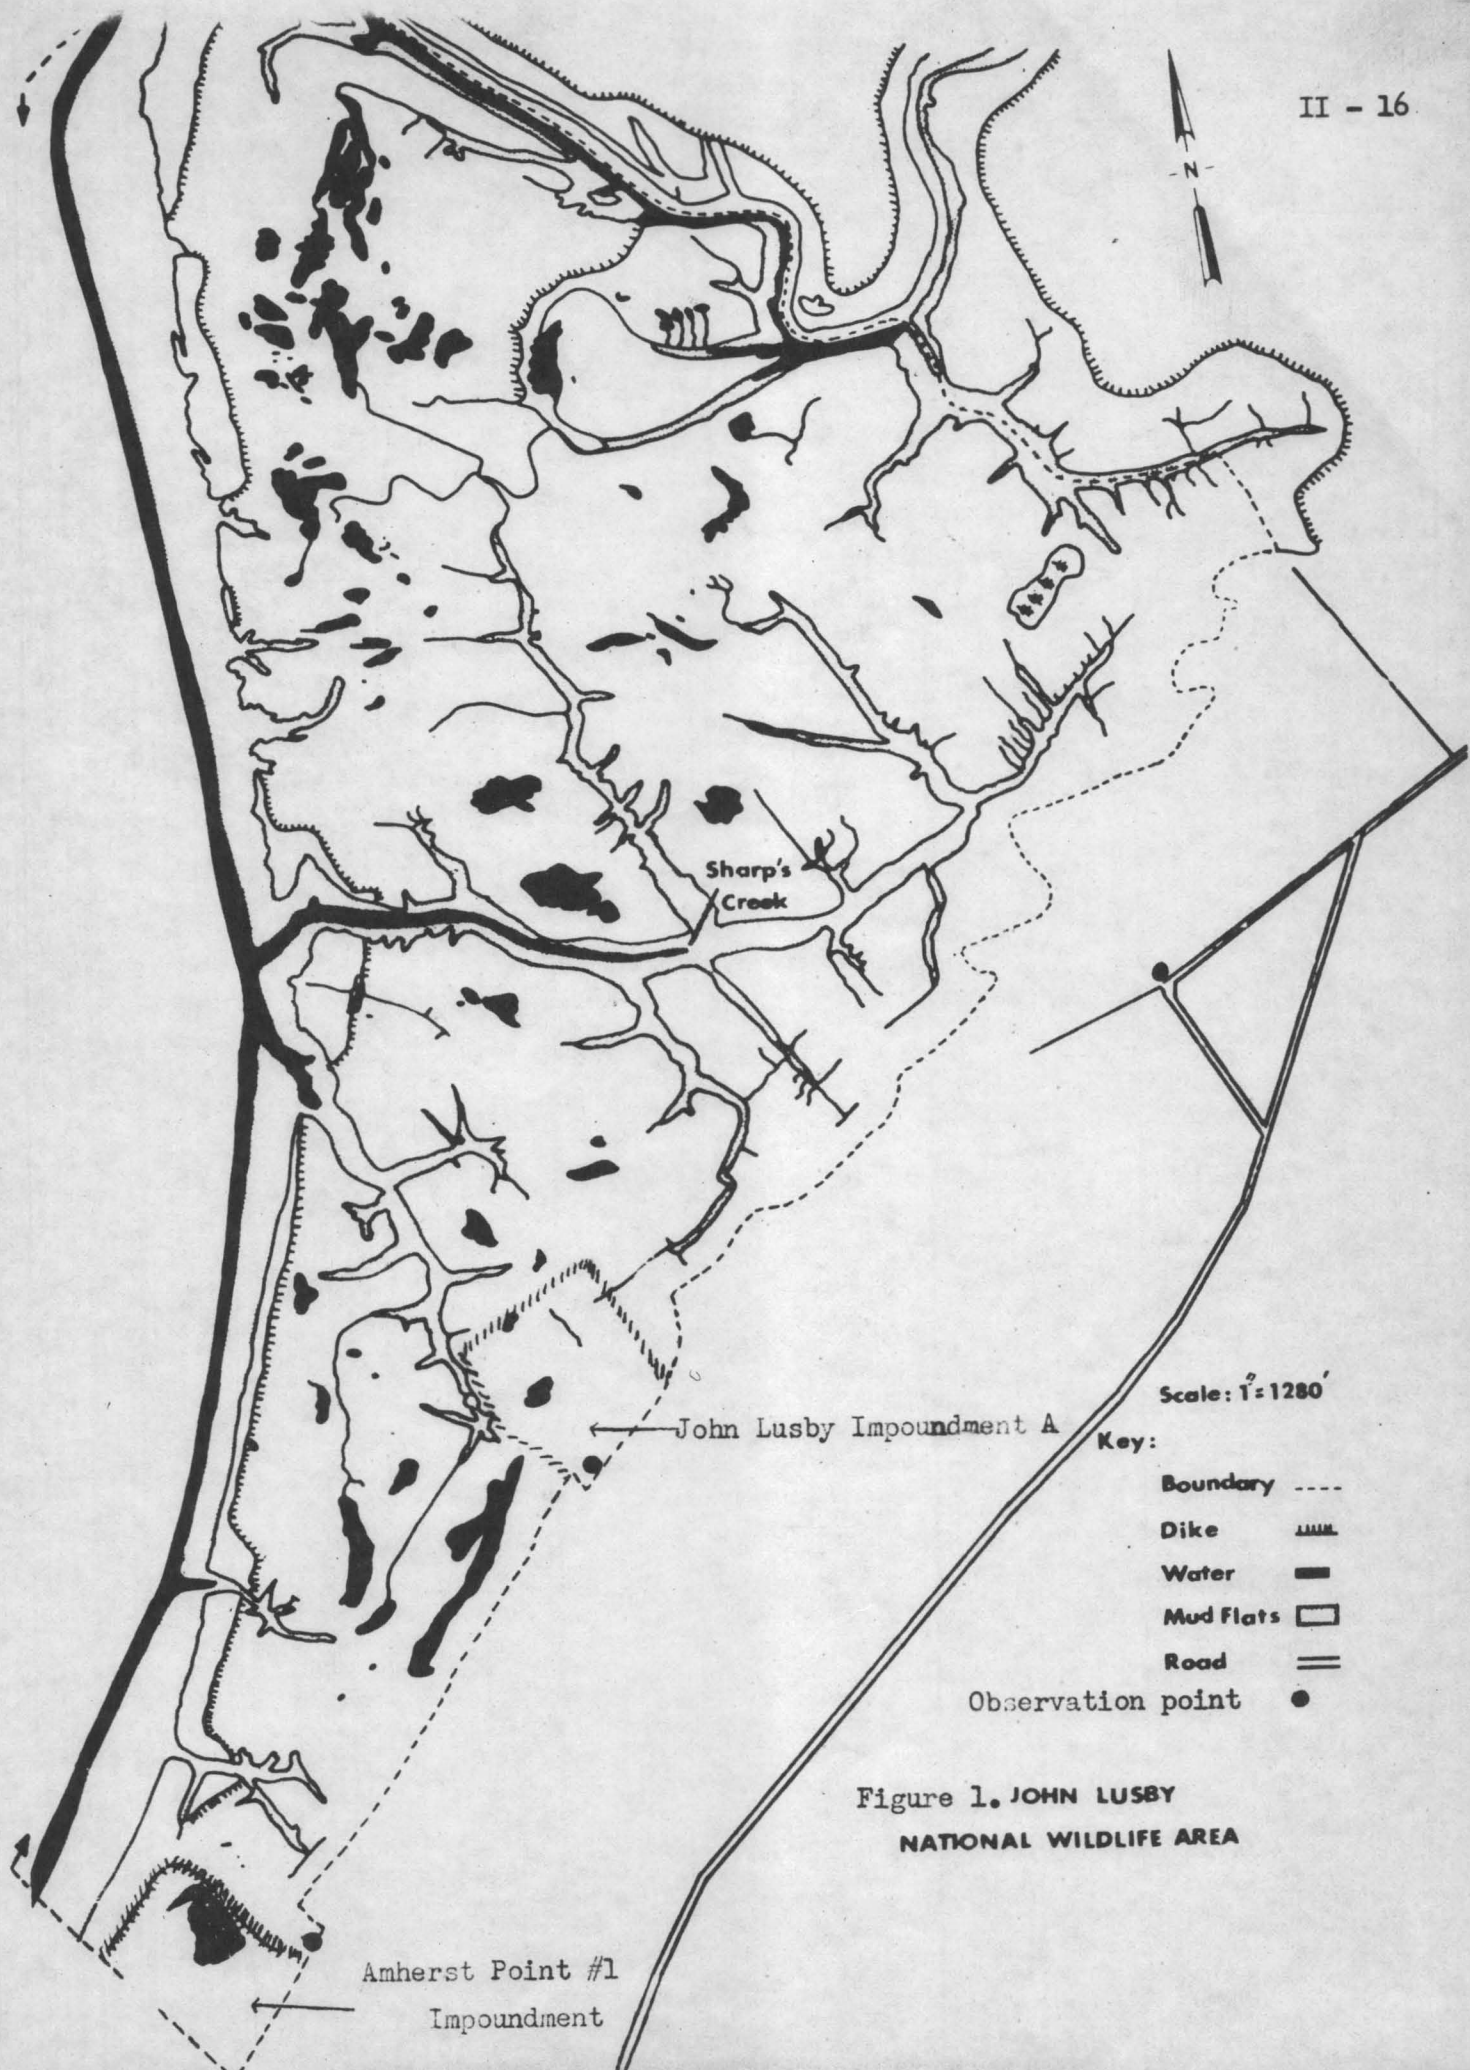 II - 16
N
Sharp's
Creek
John Lusby Impoundment A
Scale: 1"=1280'
Key:
Boundary
Dike
Water
Mud Flats
Road
Observation point
Figure 1. JOHN LUSBY
NATIONAL WILDLIFE AREA
Amherst Point #1
Impoundment